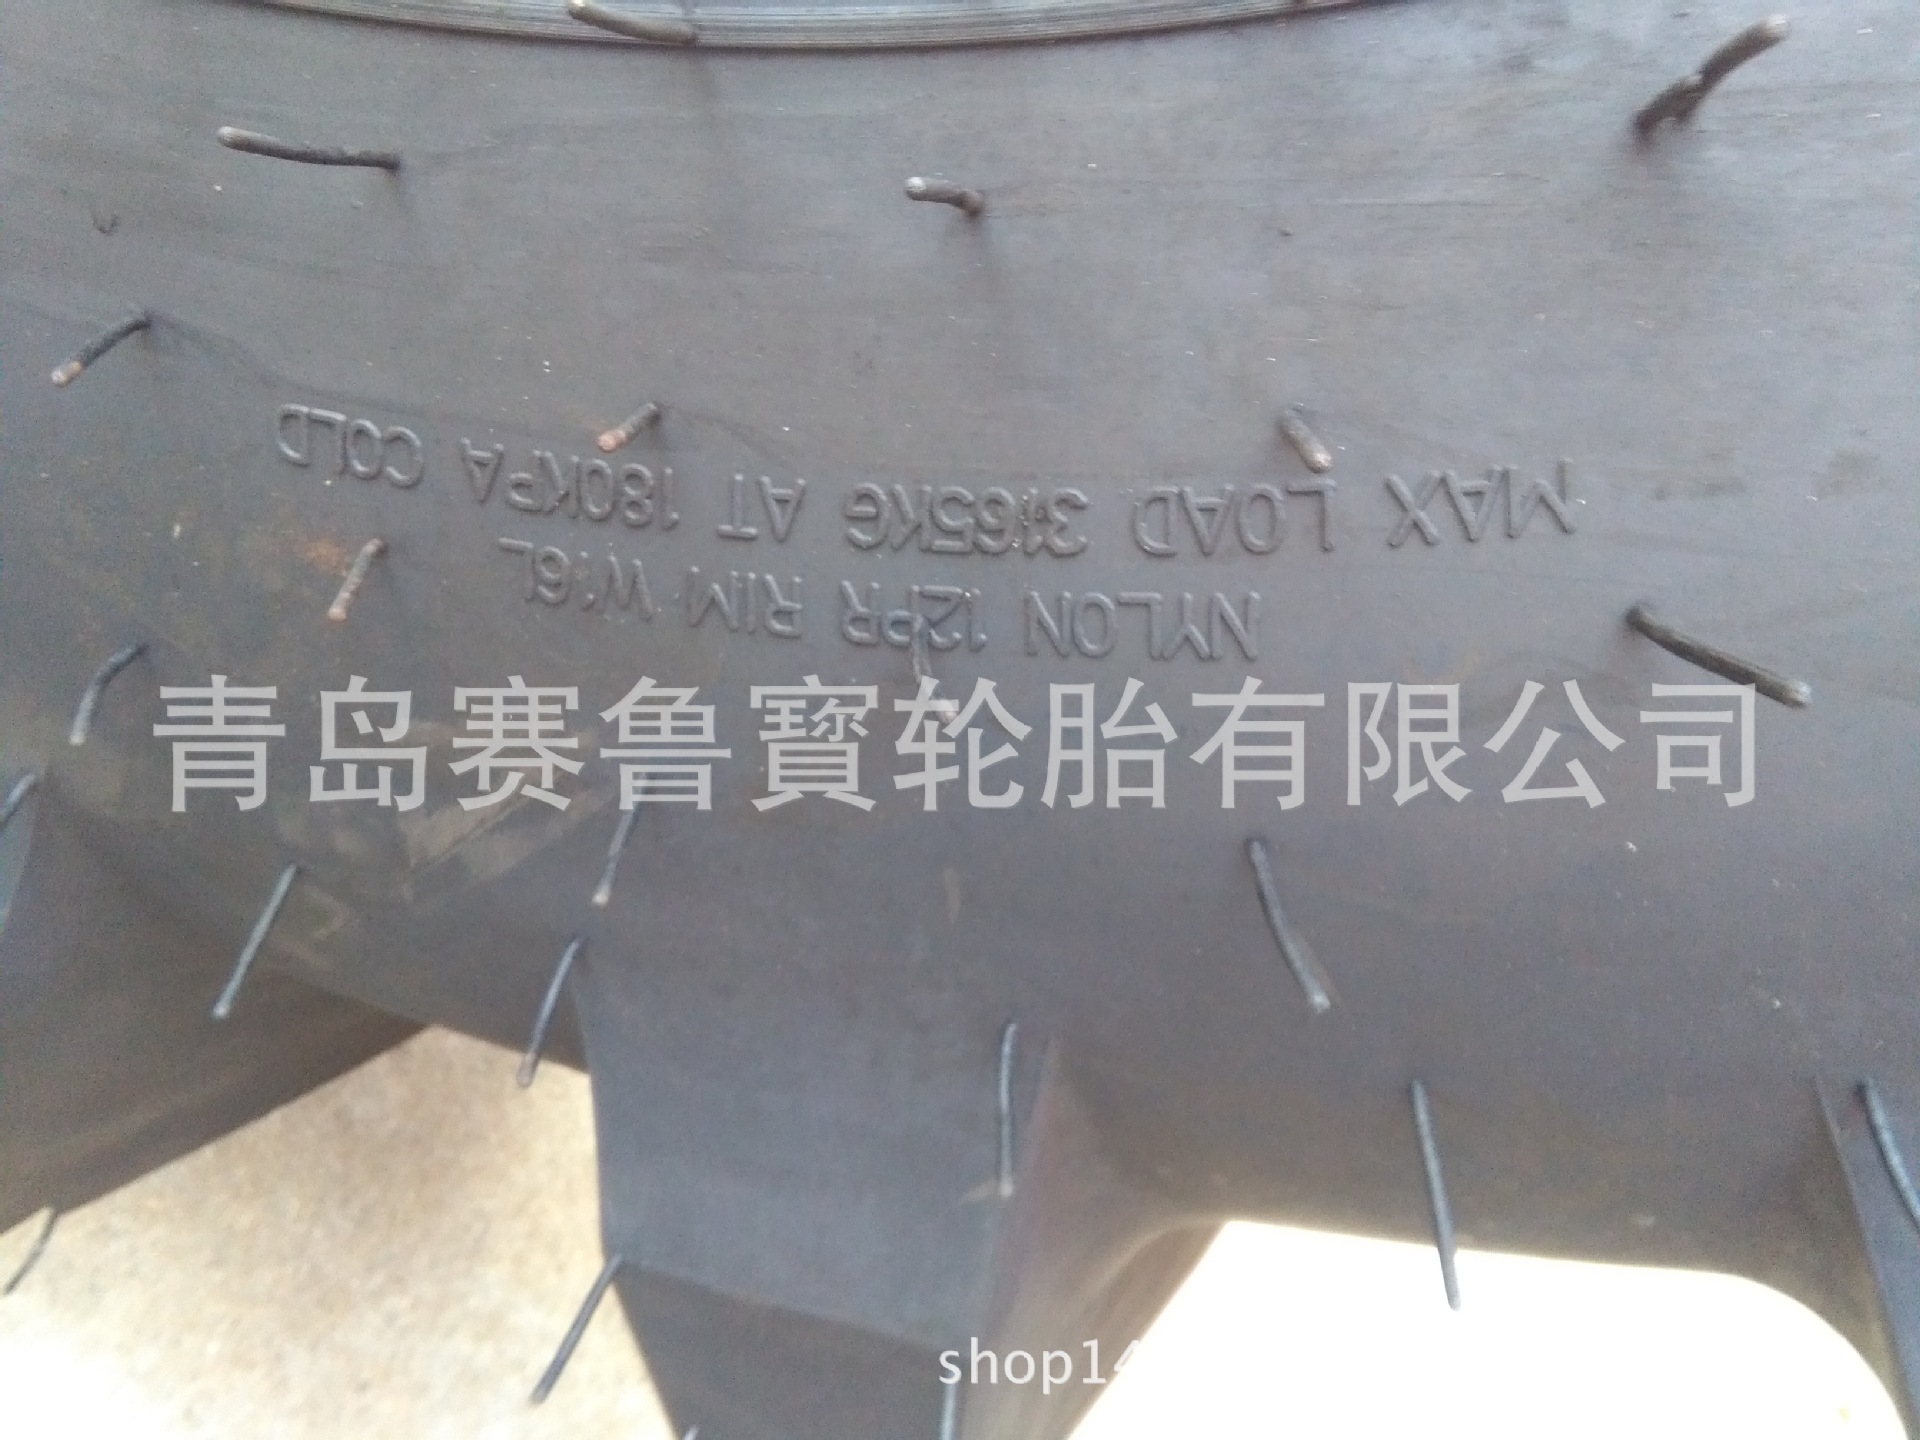 NYLON 12PR RIM W16L
MAX LOAD 3165KG AT 180KPA COLD
青岛赛鲁寶轮胎有限公司
shop14